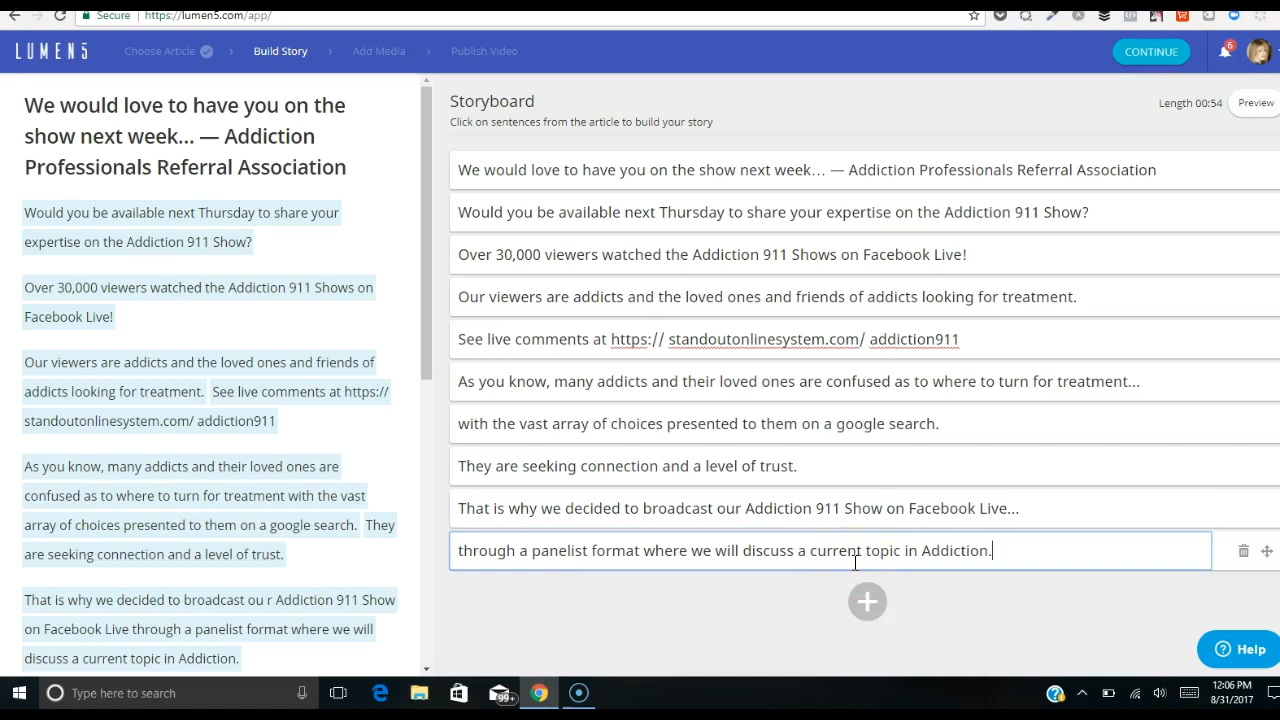 Secure https://lumen5.com/app/
LUMEN5 Choose Article > Build Story > Add Media > Publish Video CONTINUE 6
We would love to have you on the
show next week... — Addiction
Professionals Referral Association
Would you be available next Thursday to share your
expertise on the Addiction 911 Show?
Over 30,000 viewers watched the Addiction 911 Shows on
Facebook Live!
Our viewers are addicts and the loved ones and friends of
addicts looking for treatment. See live comments at https://
standoutonlinesystem.com/ addiction911
As you know, many addicts and their loved ones are
confused as to where to turn for treatment with the vast
array of choices presented to them on a google search. They
are seeking connection and a level of trust.
That is why we decided to broadcast ou r Addiction 911 Show
on Facebook Live through a panelist format where we will
discuss a current topic in Addiction.
Storyboard
Click on sentences from the article to build your story
Length 00:54 Preview
We would love to have you on the show next week... — Addiction Professionals Referral Association
Would you be available next Thursday to share your expertise on the Addiction 911 Show?
Over 30,000 viewers watched the Addiction 911 Shows on Facebook Live!
Our viewers are addicts and the loved ones and friends of addicts looking for treatment.
See live comments at https:// standoutonlinesystem.com/ addiction911
As you know, many addicts and their loved ones are confused as to where to turn for treatment...
with the vast array of choices presented to them on a google search.
They are seeking connection and a level of trust.
That is why we decided to broadcast our Addiction 911 Show on Facebook Live...
through a panelist format where we will discuss a current topic in Addiction.
+
? Help
Type here to search
99+
12:06 PM
8/31/2017